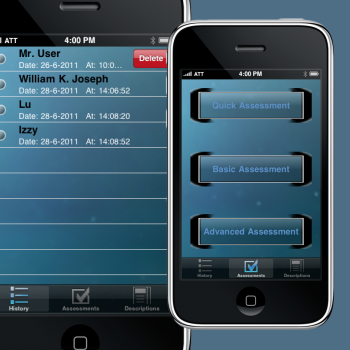 ATT 4:00 PM
Mr. User
Date: 26-6-2011 At: 10:0...
Delete
William K. Joseph
Date: 28-6-2011 At: 14:06:52
Lu
Date: 28-6-2011 At: 14:08:20
Izzy
Date: 28-6-2011 At: 14:08:52
History Assessments Descriptions
ATT 4:00 PM
Quick Assessment
Basic Assessment
Advanced Assessment
History Assessments Descriptions